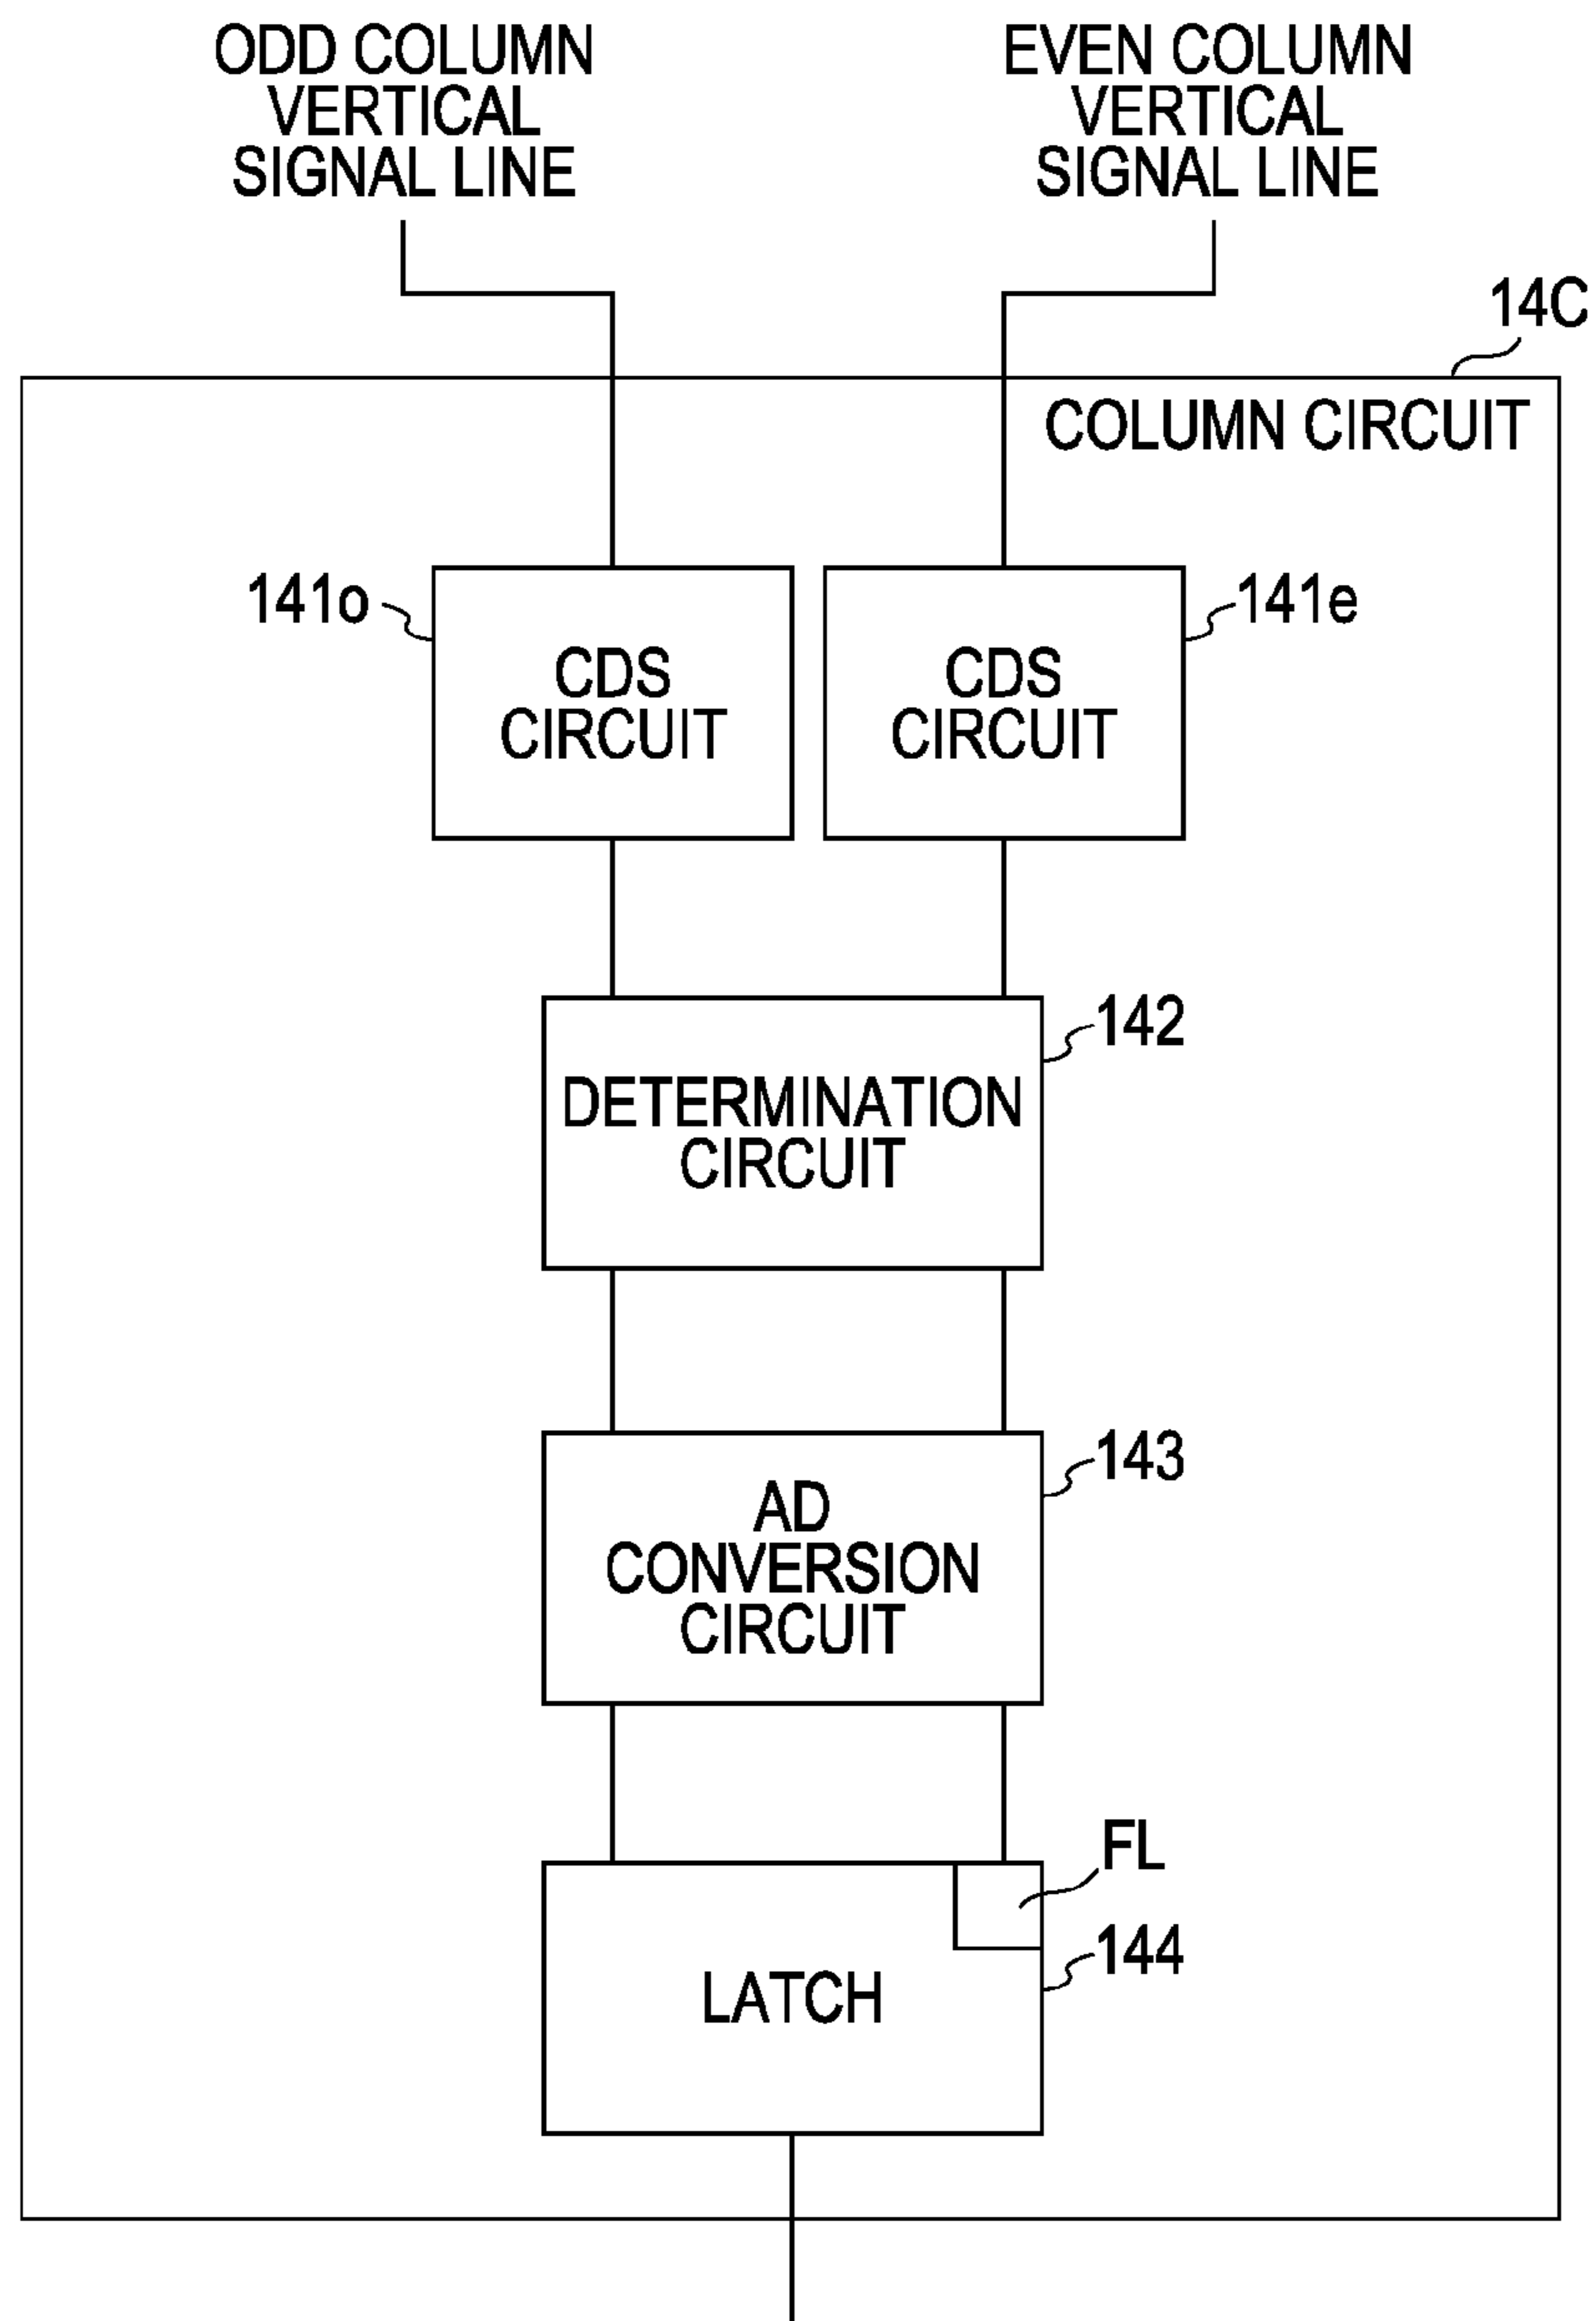 ODD COLUMN
VERTICAL
SIGNAL LINE
EVEN COLUMN
VERTICAL
SIGNAL LINE
14C
COLUMN CIRCUIT
141o
CDS
CIRCUIT
CDS
CIRCUIT
141e
142
DETERMINATION
CIRCUIT
143
AD
CONVERSION
CIRCUIT
FL
144
LATCH